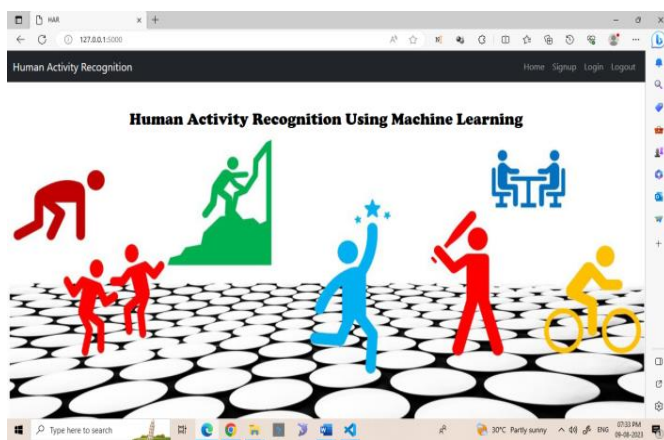 HAR
127.0.0.1:5000
Human Activity Recognition
Home Signup Login Logout
Human Activity Recognition Using Machine Learning
Type here to search
30°C Partly sunny
ENG
07:33 PM
09-08-2023